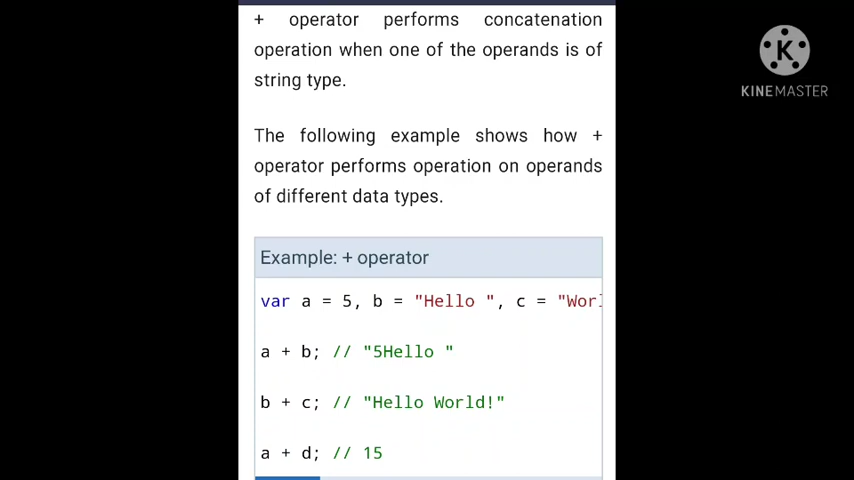 + operator performs concatenation
operation when one of the operands is of
string type.
The following example shows how +
operator performs operation on operands
of different data types.
Example: + operator
var a = 5, b = "Hello ", c = "Worl
a + b; // "5Hello "
b + c; // "Hello World!"
a + d; // 15
K
KINEMASTER